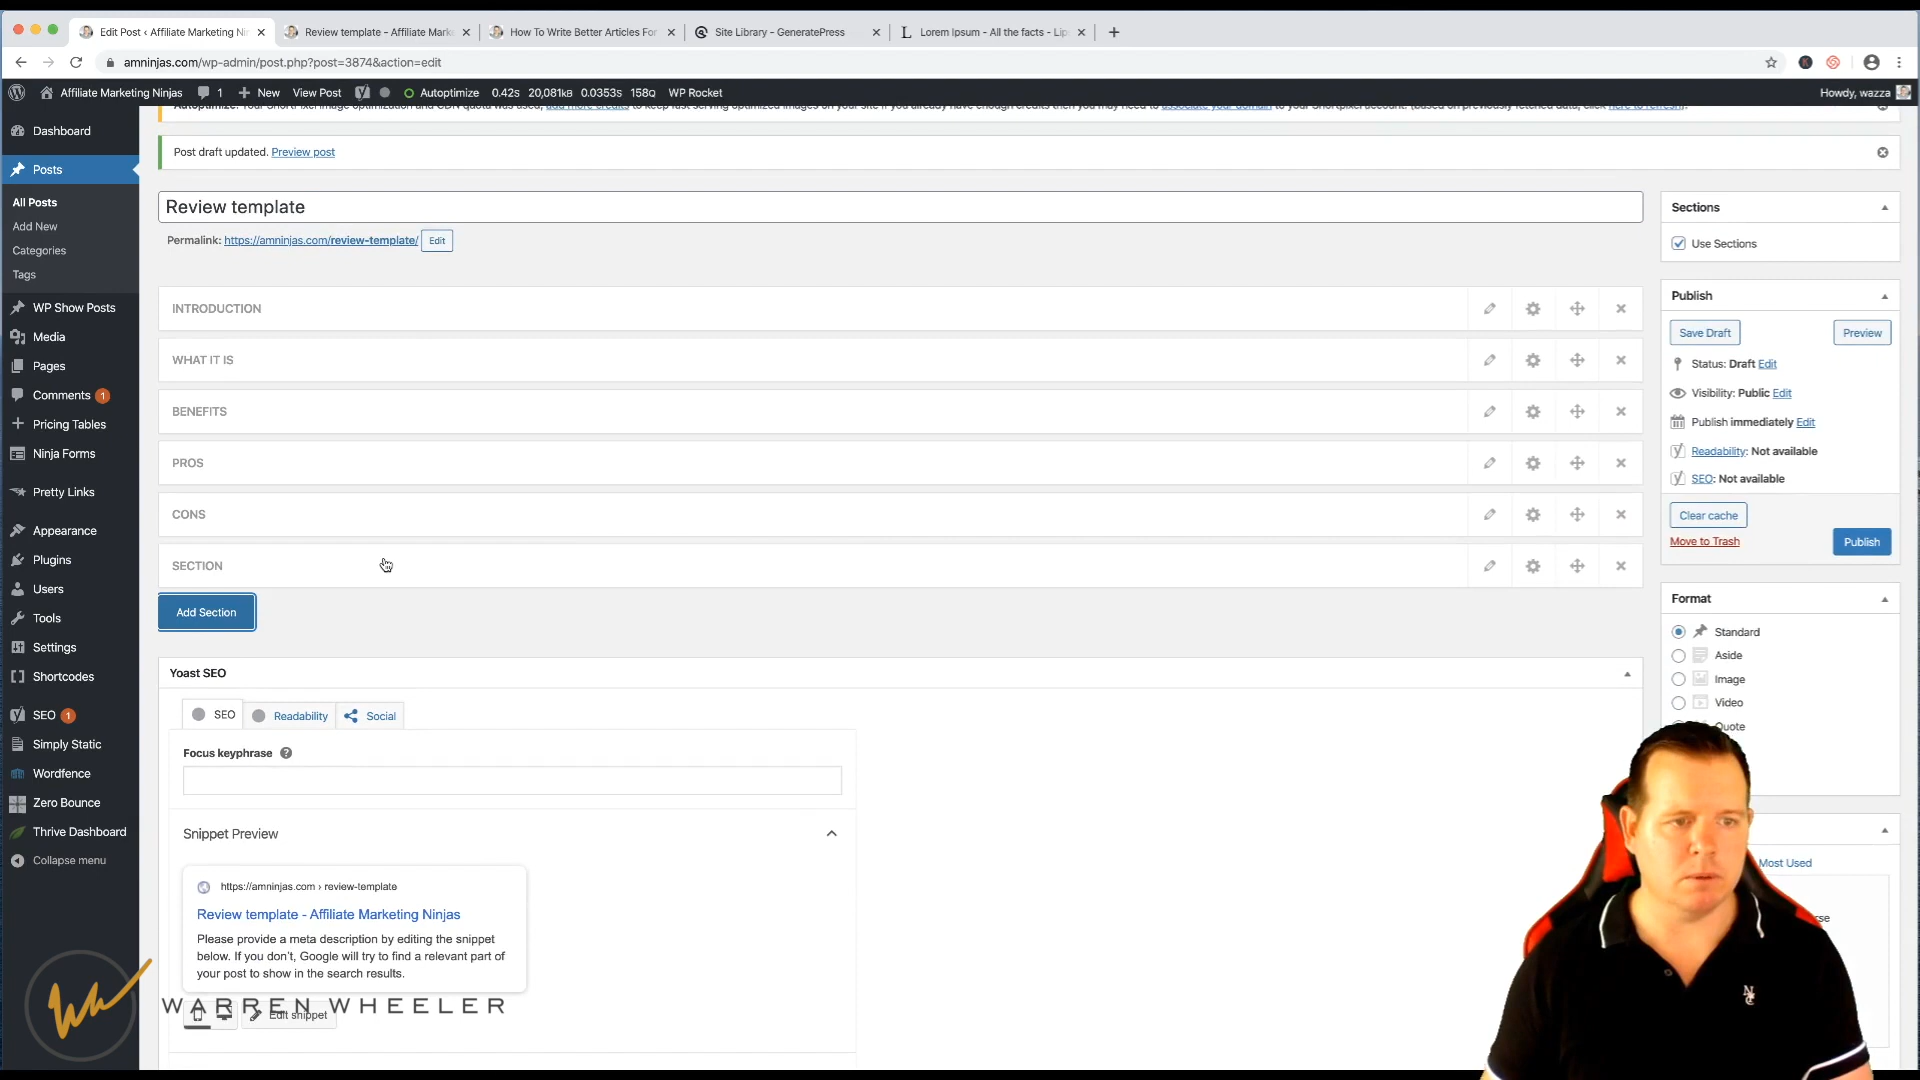 Edit Post ‹ Affiliate Marketing Nin
Review template - Affiliate Mark
How To Write Better Articles For
Site Library - GeneratePress
Lorem Ipsum - All the facts - Lip
amninjas.com/wp-admin/post.php?post=3874&action=edit
Affiliate Marketing Ninjas
1
New
View Post
Autoptimize
0.42s
20,081kB
0.0353s
158Q
WP Rocket
Howdy, wazza
Post draft updated. Preview post
Dashboard
Posts
All Posts
Add New
Categories
Tags
WP Show Posts
Media
Pages
Comments 1
Pricing Tables
Ninja Forms
Pretty Links
Appearance
Plugins
Users
Tools
Settings
Shortcodes
SEO 1
Simply Static
Wordfence
Zero Bounce
Thrive Dashboard
Collapse menu
Review template
Permalink: https://amninjas.com/review-template/ Edit
INTRODUCTION
WHAT IT IS
BENEFITS
PROS
CONS
SECTION
Add Section
Yoast SEO
SEO
Readability
Social
Focus keyphrase
Snippet Preview
https://amninjas.com › review-template
Review template - Affiliate Marketing Ninjas
Please provide a meta description by editing the snippet
below. If you don't, Google will try to find a relevant part
of your post to show in the search results.
Edit snippet
WARREN WHEELER
Sections
Use Sections
Publish
Save Draft
Preview
Status: Draft Edit
Visibility: Public Edit
Publish immediately Edit
Readability: Not available
SEO: Not available
Clear cache
Move to Trash
Publish
Format
Standard
Aside
Image
Video
Quote
Most Used